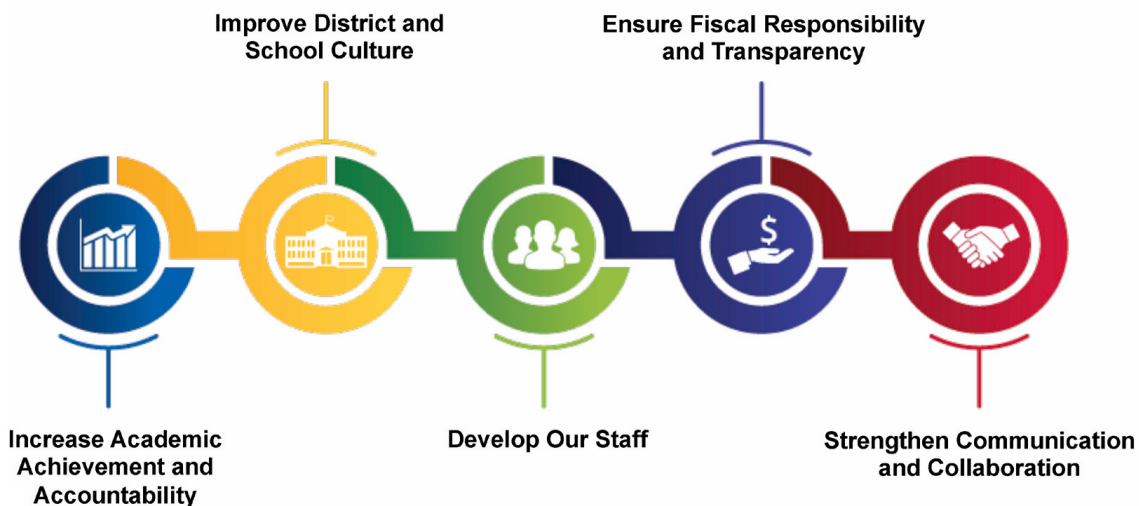 Improve District and
School Culture
Ensure Fiscal Responsibility
and Transparency
$
Increase Academic
Achievement and
Accountability
Develop Our Staff
Strengthen Communication
and Collaboration